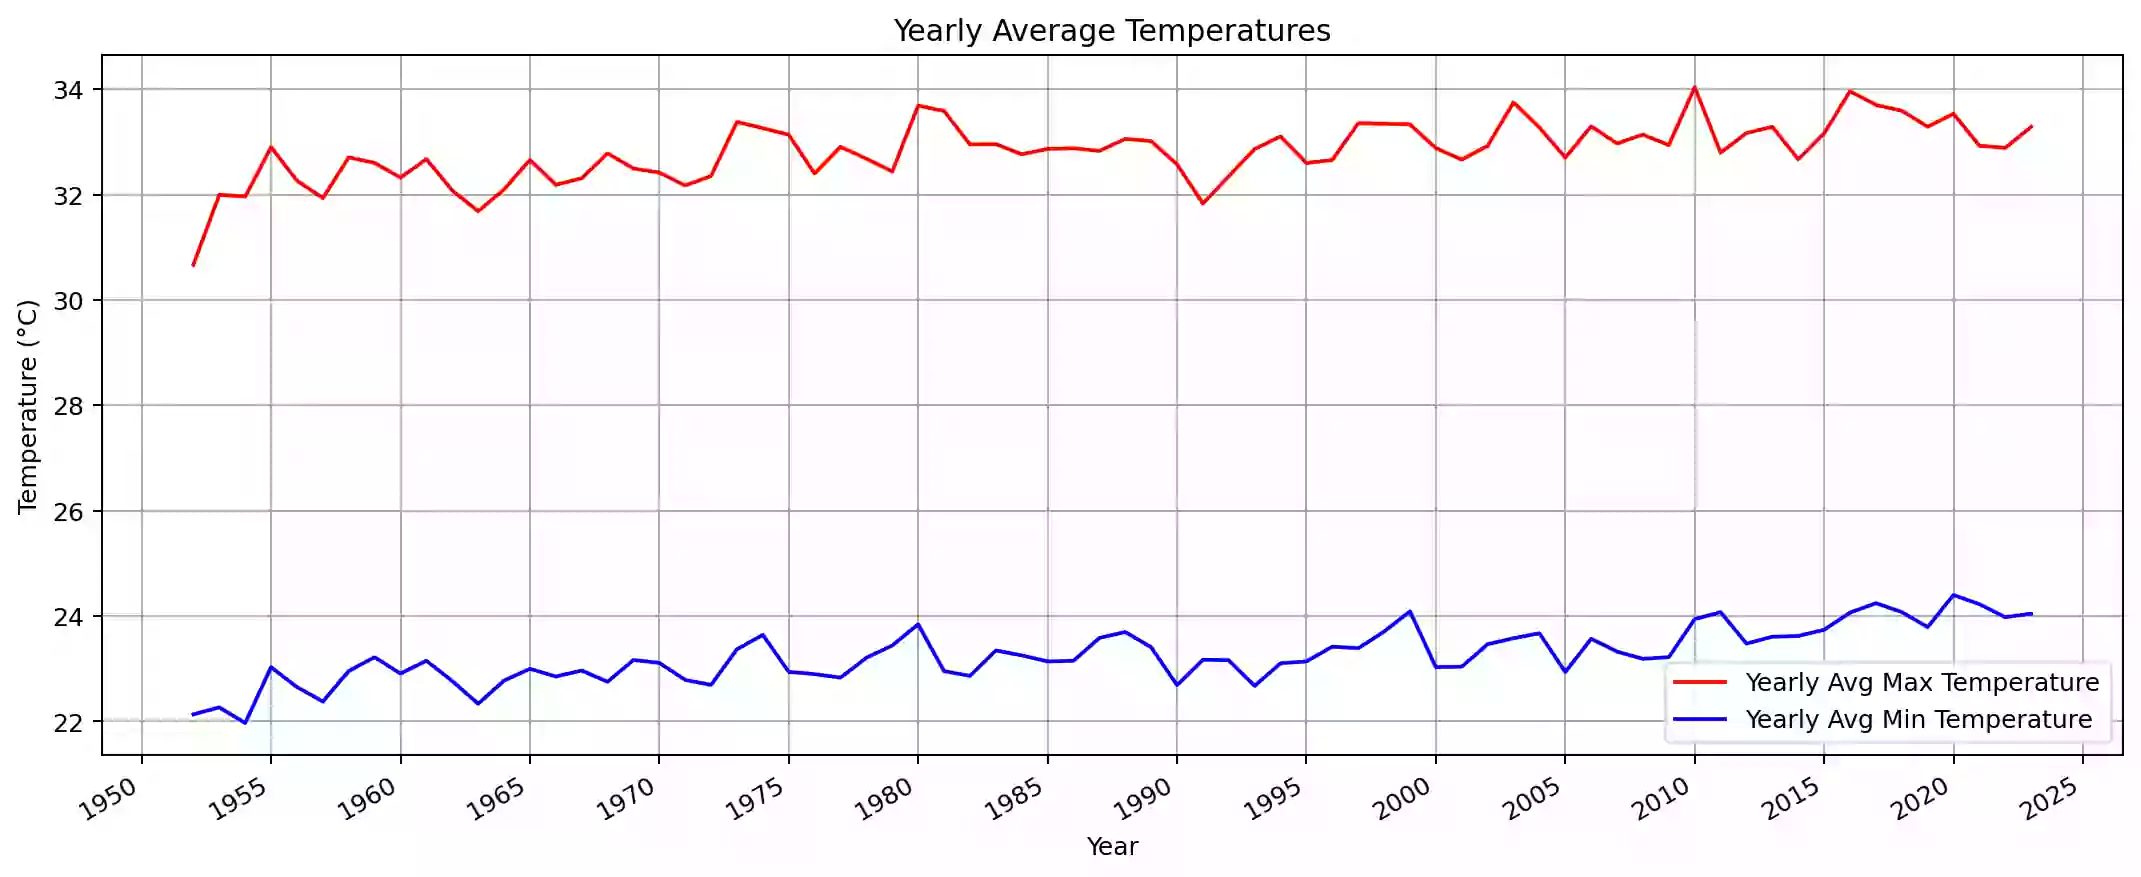 Yearly Average Temperatures
Temperature (°C)
34
32
30
28
26
24
22
Yearly Avg Max Temperature
Yearly Avg Min Temperature
1950 1955 1960 1965 1970 1975 1980 1985 1990 1995 2000 2005 2010 2015 2020 2025
Year